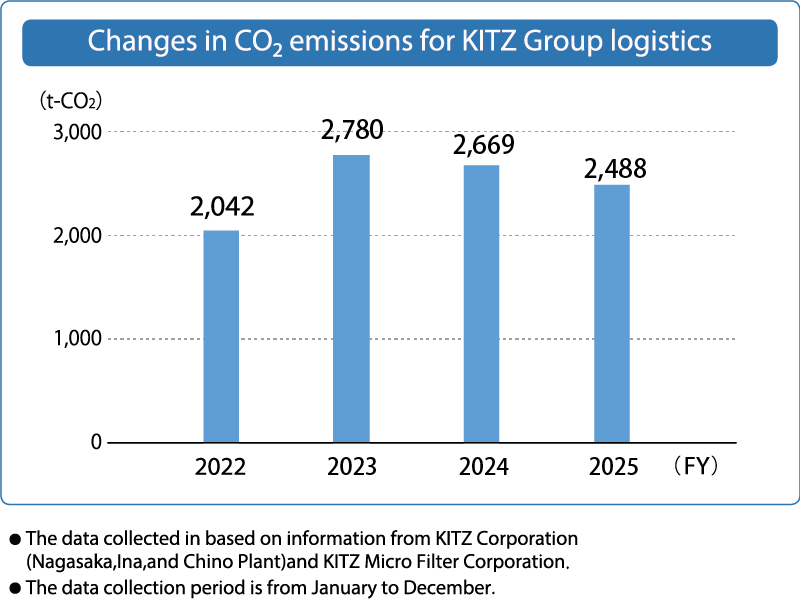 Changes in CO₂ emissions for KITZ Group logistics
(t-CO₂)
3,000
2,780
2,669
2,488
2,042
2,000
1,000
0
2022 2023 2024 2025 (FY)
● The data collected in based on information from KITZ Corporation
(Nagasaka,Ina,and Chino Plant)and KITZ Micro Filter Corporation.
● The data collection period is from January to December.